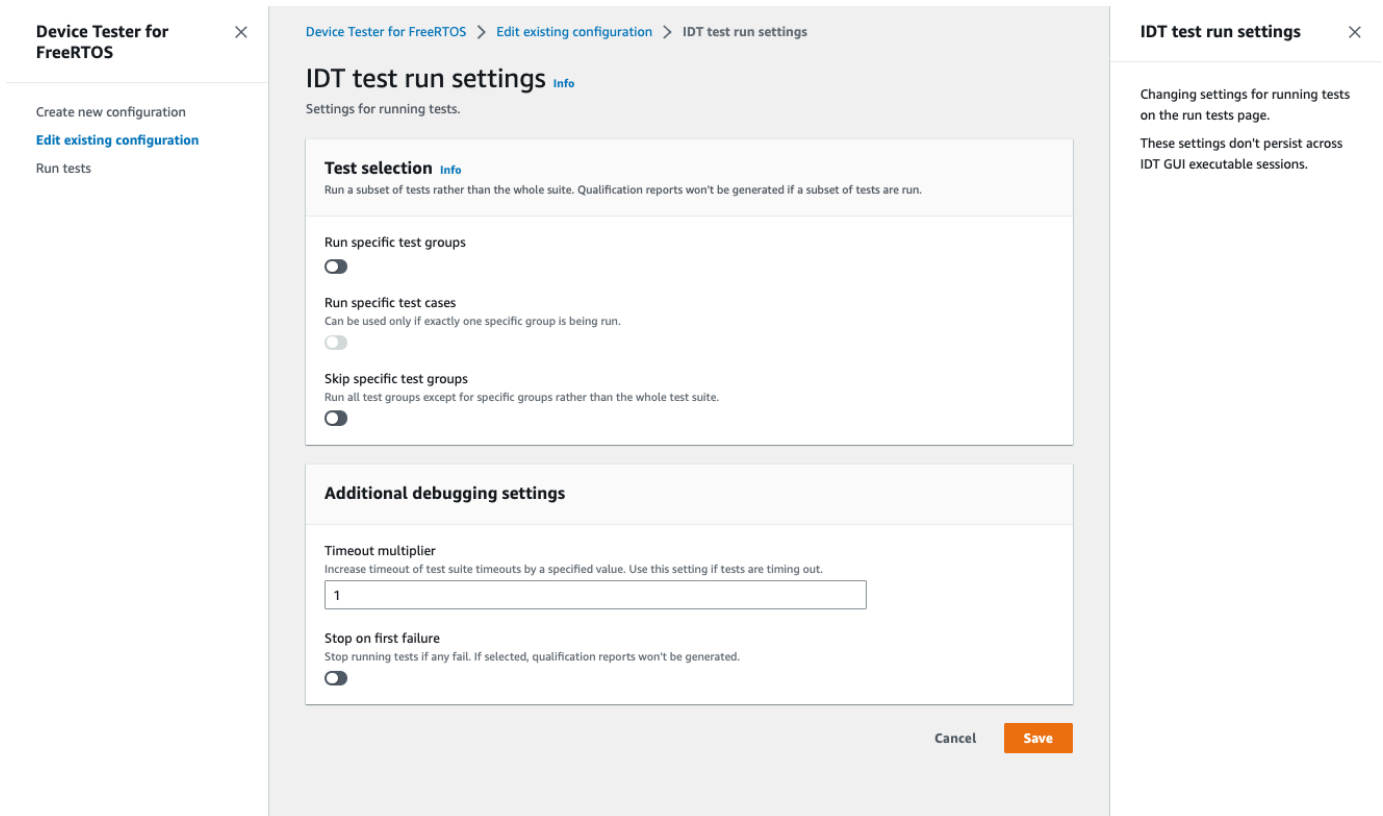 Device Tester for
FreeRTOS
Create new configuration
Edit existing configuration
Run tests
Device Tester for FreeRTOS > Edit existing configuration > IDT test run settings
IDT test run settings Info
Settings for running tests.
Test selection Info
Run a subset of tests rather than the whole suite. Qualification reports won't be generated if a subset of tests are run.
Run specific test groups
Run specific test cases
Can be used only if exactly one specific group is being run.
Skip specific test groups
Run all test groups except for specific groups rather than the whole test suite.
Additional debugging settings
Timeout multiplier
Increase timeout of test suite timeouts by a specified value. Use this setting if tests are timing out.
1
Stop on first failure
Stop running tests if any fail. If selected, qualification reports won't be generated.
Cancel
Save
IDT test run settings
Changing settings for running tests
on the run tests page.
These settings don't persist across
IDT GUI executable sessions.